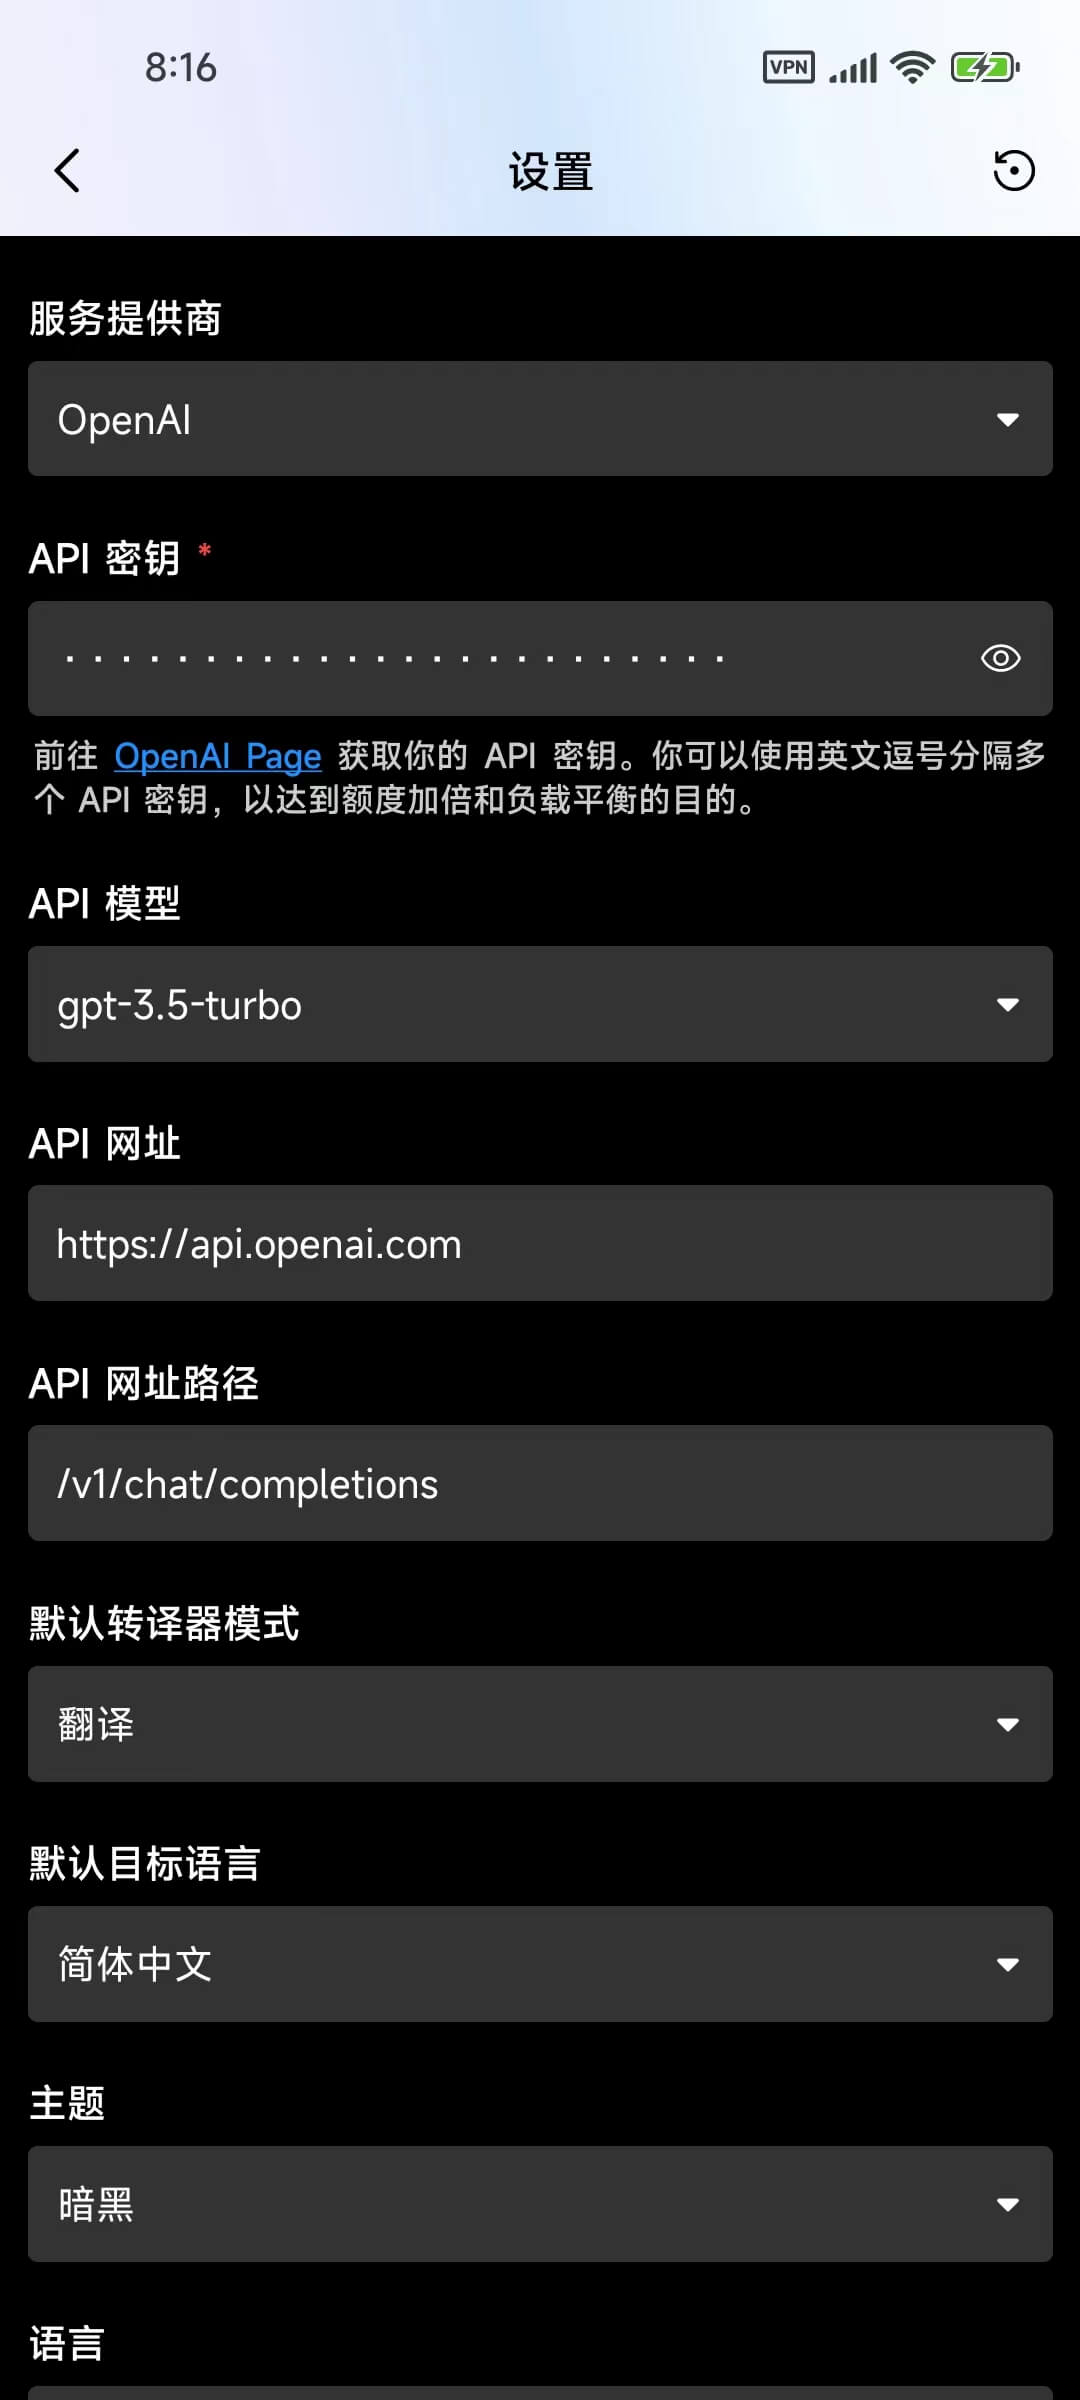 8:16
VPN
设置
服务提供商
OpenAI
API 密钥 *
························
前往 OpenAI Page 获取你的 API 密钥。你可以使用英文逗号分隔多
个 API 密钥，以达到额度加倍和负载平衡的目的。
API 模型
gpt-3.5-turbo
API 网址
https://api.openai.com
API 网址路径
/v1/chat/completions
默认转译器模式
翻译
默认目标语言
简体中文
主题
暗黑
语言